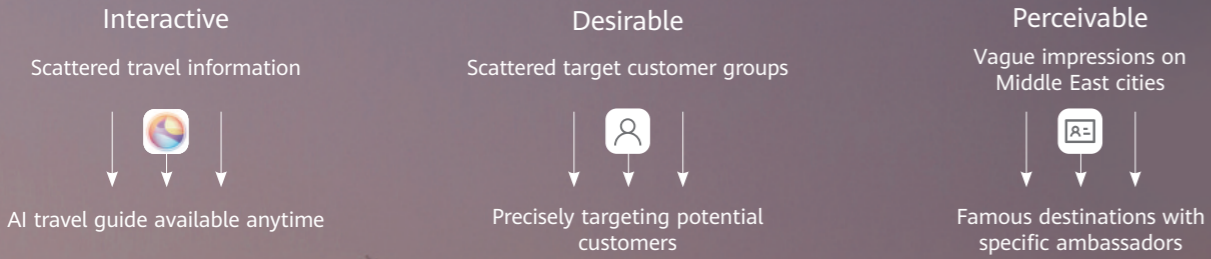 Interactive
Scattered travel information
AI travel guide available anytime
Desirable
Scattered target customer groups
Precisely targeting potential
customers
Perceivable
Vague impressions on
Middle East cities
Famous destinations with
specific ambassadors